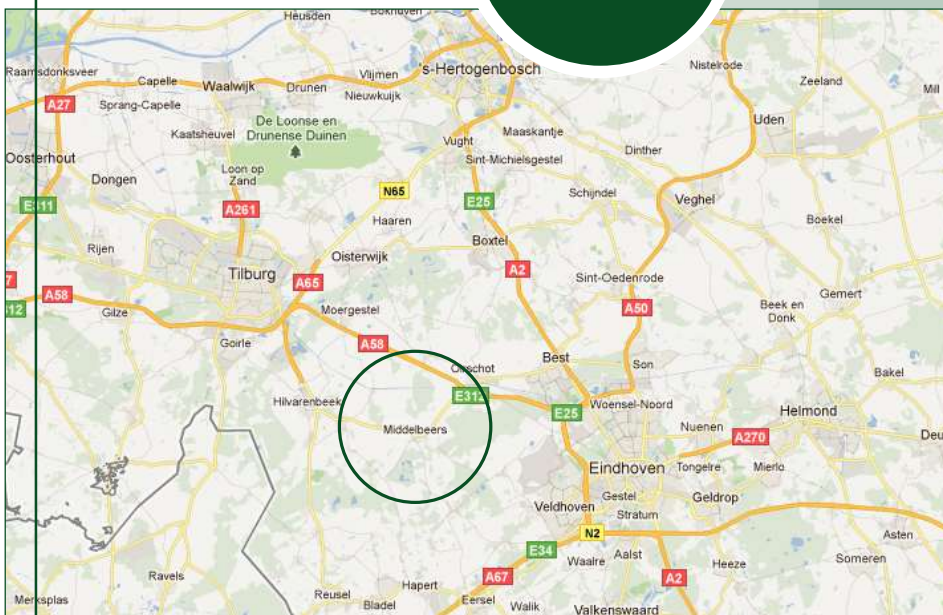 Heusden
Bokhoven
Nistelrode
Raamsdonksveer
Capelle
Waalwijk
Drunen
Vlijmen
's-Hertogenbosch
Zeeland
Mill
A27
Sprang-Capelle
Nieuwkuijk
De Loonse en
Drunense Duinen
Kaatsheuvel
Vught
Maaskantje
Uden
Oosterhout
Sint-Michielsgestel
Dinther
Dongen
Loon op
Zand
N65
Schijndel
Veghel
E311
A261
E25
Haaren
Boekel
Rijen
Oisterwijk
Boxtel
Tilburg
A2
Sint-Oedenrode
A65
A58
Gemert
Gilze
Moergestel
A50
Beek en
Donk
Goirle
A58
Best
Oirschot
Son
Bakel
Hilvarenbeek
E312
E25
Woensel-Noord
Helmond
Middelbeers
Nuenen
A270
Deu
Eindhoven
Tongelre
Mierlo
Gestel
Geldrop
Veldhoven
Stratum
N2
Asten
E34
Waalre
Aalst
Heeze
Someren
Ravels
A67
A2
Reusel
Hapert
Merksplas
Bladel
Eersel
Walik
Valkenswaard